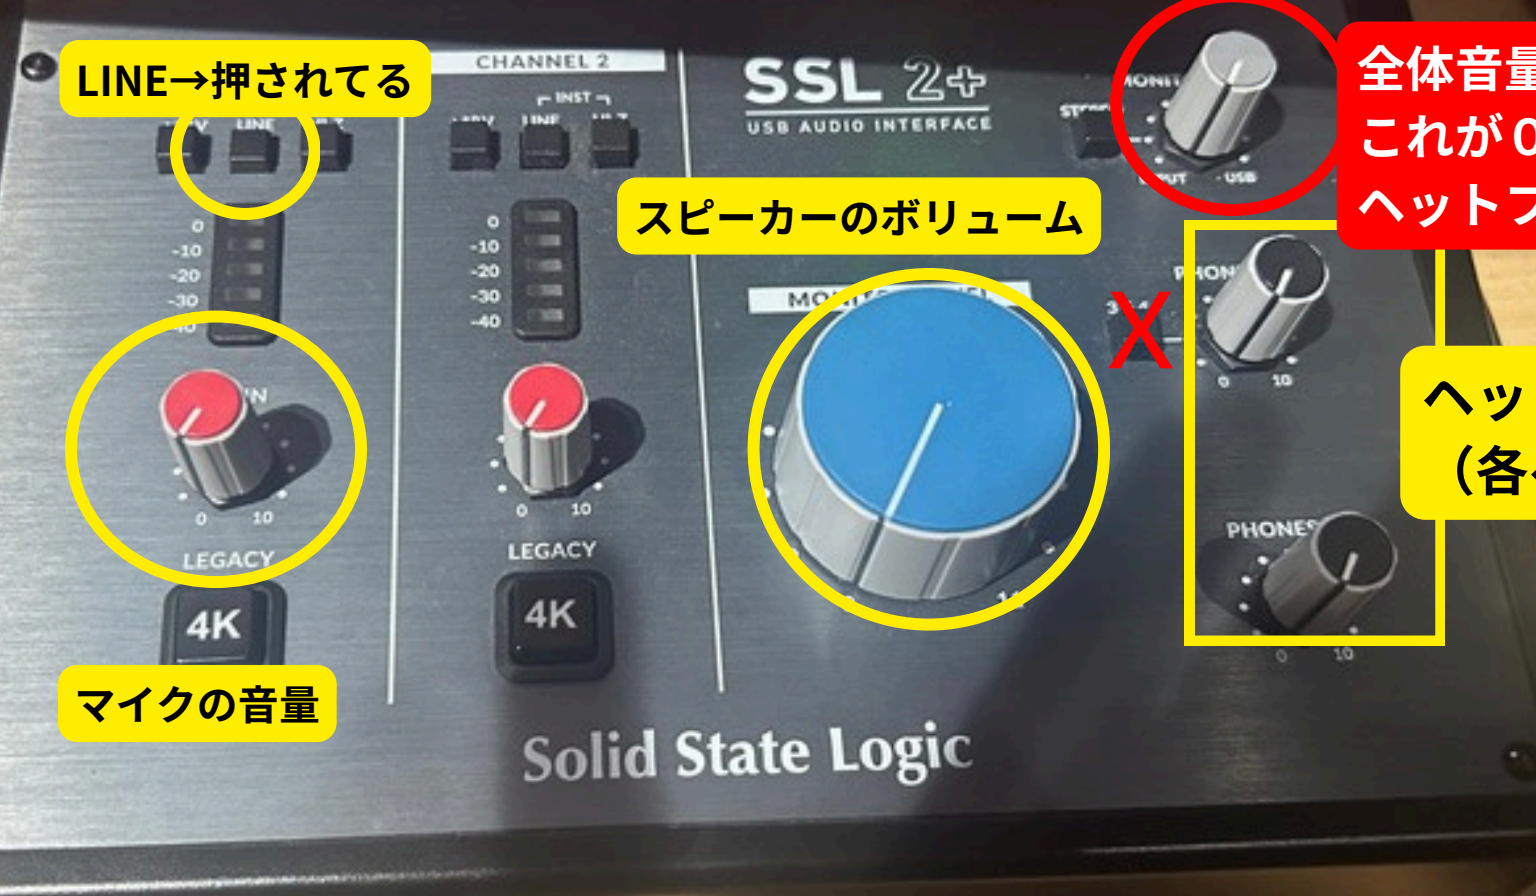 LINE→押されてる
CHANNEL 2
INST
LINE
0
-10
-20
-30
-40
0
-10
-20
-30
-40
0
10
0
10
LEGACY
LEGACY
4K
4K
マイクの音量
SSL 2+
USB AUDIO INTERFACE
スピーカーのボリューム
USB
全体音量
これが0
ヘットフ
X
0
10
ヘッ
（各ヘ
PHONES
0
10
Solid State Logic